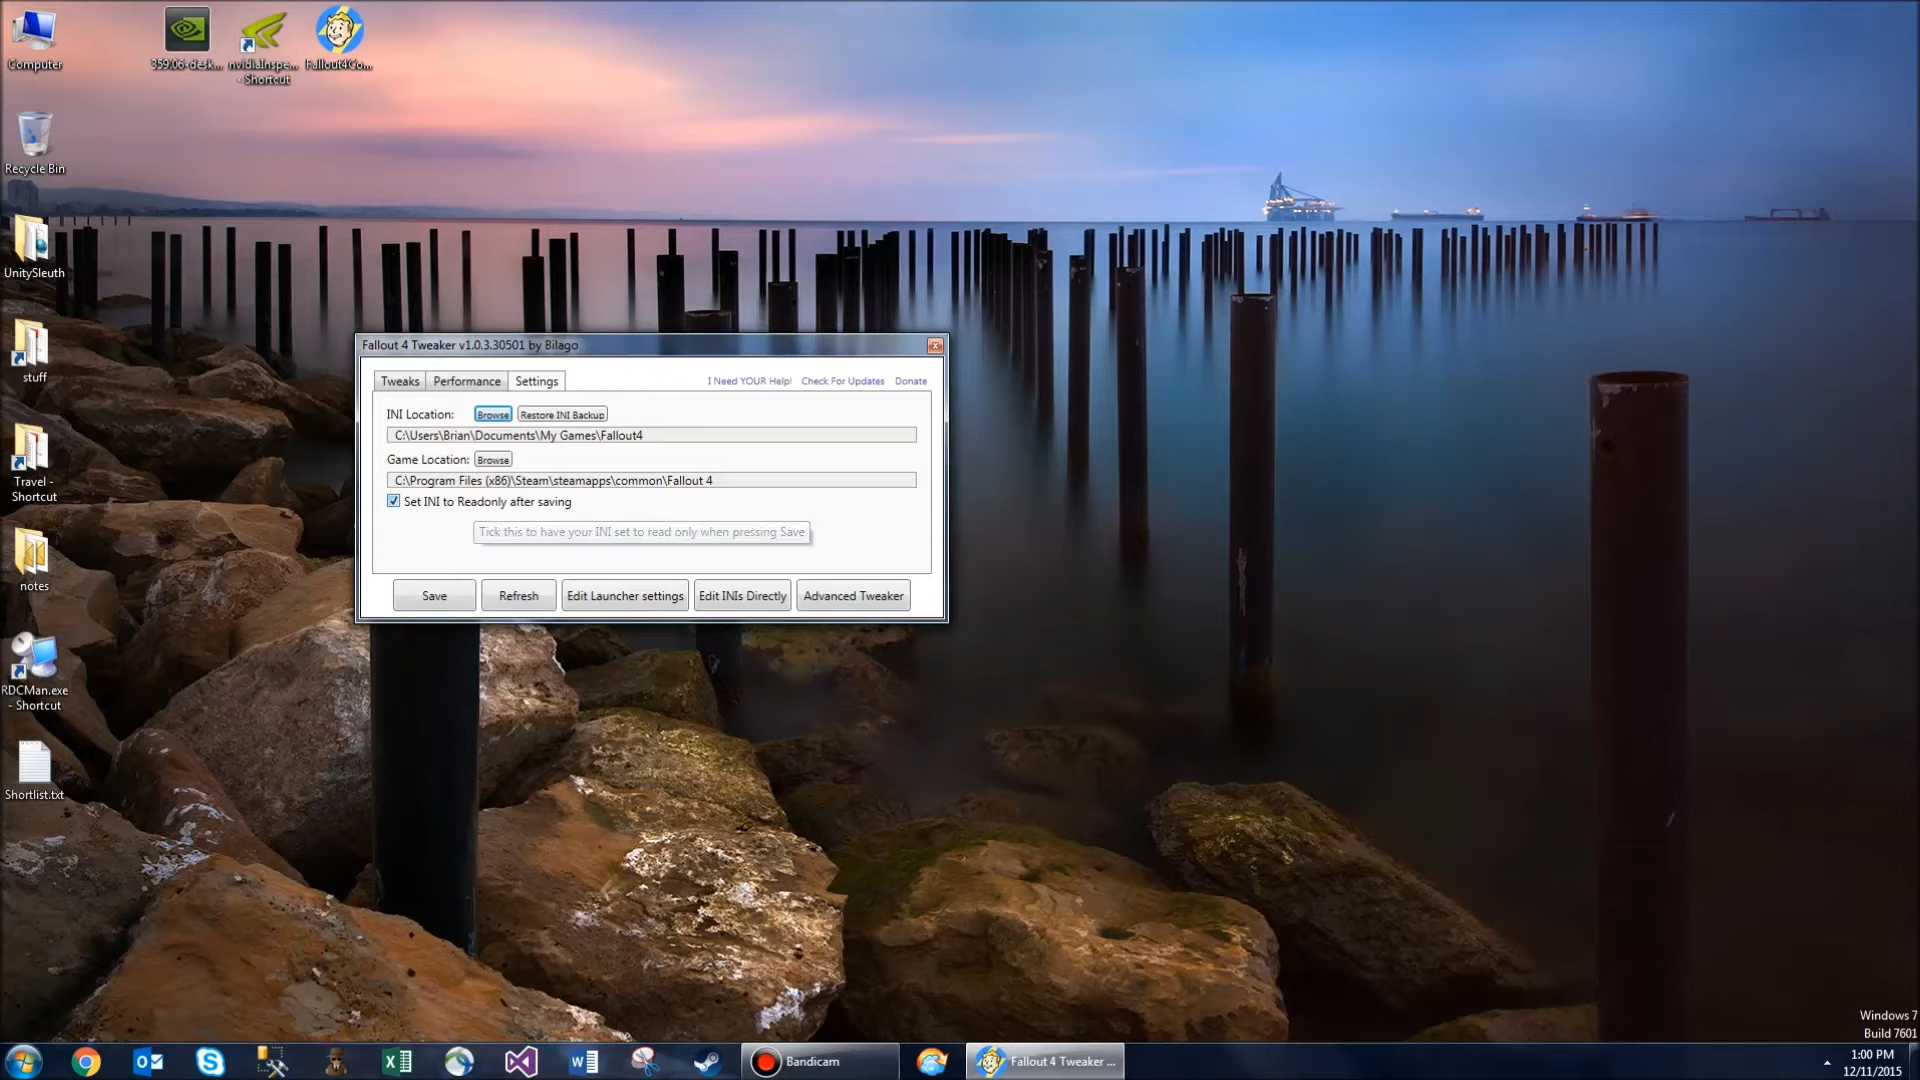 Computer
359.06-desk...
nvidiaInspe...
- Shortcut
Fallout4Co...
Recycle Bin
UnitySleuth
stuff
Travel -
Shortcut
notes
RDCMan.exe
- Shortcut
Shortlist.txt
Fallout 4 Tweaker v1.0.3.30501 by Bilago
Tweaks
Performance
Settings
I Need YOUR Help!
Check For Updates
Donate
INI Location:
Browse
Restore INI Backup
C:\Users\Brian\Documents\My Games\Fallout4
Game Location:
Browse
C:\Program Files (x86)\Steam\steamapps\common\Fallout 4
Set INI to Readonly after saving
Tick this to have your INI set to read only when pressing Save
Save
Refresh
Edit Launcher settings
Edit INIs Directly
Advanced Tweaker
Windows 7
Build 7601
Bandicam
Fallout 4 Tweaker ...
1:00 PM
12/11/2015